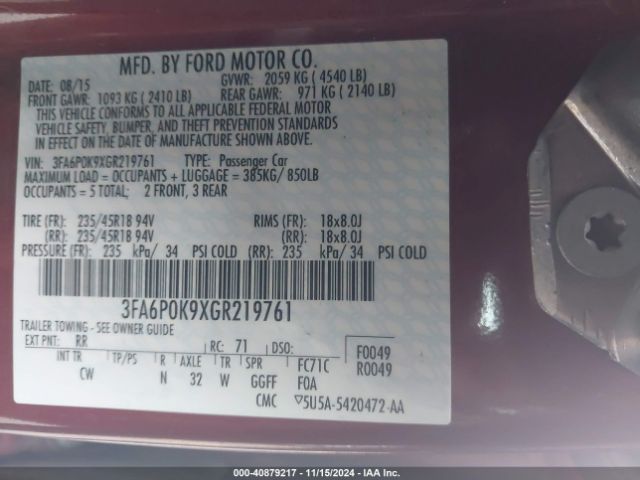 MFD. BY FORD MOTOR CO.
DATE: 08/15 GVWR: 2059 KG ( 4540 LB)
FRONT GAWR: 1093 KG ( 2410 LB) REAR GAWR: 971 KG ( 2140 LB)
THIS VEHICLE CONFORMS TO ALL APPLICABLE FEDERAL MOTOR
VEHICLE SAFETY, BUMPER, AND THEFT PREVENTION STANDARDS
IN EFFECT ON THE DATE OF MANUFACTURE SHOWN ABOVE.
VIN: 3FA6P0K9XGR219761 TYPE: Passenger Car
MAXIMUM LOAD = OCCUPANTS + LUGGAGE = 385KG/ 850LB
OCCUPANTS = 5 TOTAL: 2 FRONT, 3 REAR
TIRE (FR): 235/45R18 94V RIMS (FR): 18x8.0J
(RR): 235/45R18 94V (RR): 18x8.0J
PRESSURE (FR): 235 kPa/ 34 PSI COLD (RR): 235 kPa/ 34 PSI COLD
3FA6P0K9XGR219761
TRAILER TOWING - SEE OWNER GUIDE
EXT PNT: RR RC: 71 DSO: F0049
INT TR TP/PS R AXLE TR SPR FC71C R0049
CW N 32 W GGFF F0A
CMC ▽5U5A-5420472-AA
000-40879217 - 11/15/2024 - IAAI.CA